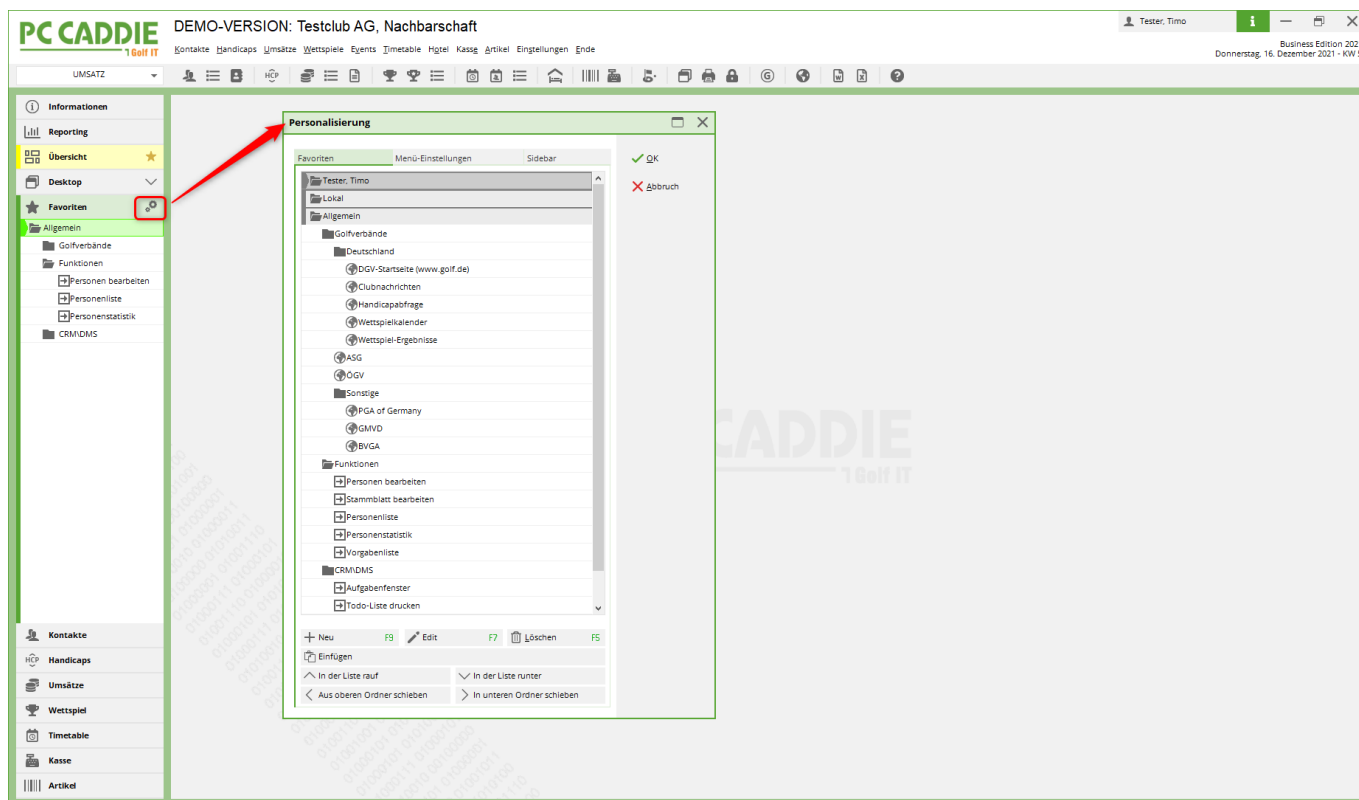 PC CADDIE
Golf IT
DEMO-VERSION: Testclub AG, Nachbarschaft
Tester, Timo
i
Kontakte Handicaps Umsätze Wettspiele Events Timetable Hotel Kasse Artikel Einstellungen Ende
Business Edition 202
Donnerstag, 16. Dezember 2021 - KW 5
UMSATZ
HCP
Informationen
Reporting
Übersicht
Desktop
Favoriten
Allgemein
Golfverbände
Funktionen
Personen bearbeiten
Personenliste
Personenstatistik
CRM\DMS
Kontakte
HCP Handicaps
Umsätze
Wettspiel
Timetable
Kasse
Artikel
Personalisierung
Favoriten Menü-Einstellungen Sidebar
OK
Abbruch
Tester, Timo
Lokal
Allgemein
Golfverbände
Deutschland
DGV-Startseite (www.golf.de)
Clubnachrichten
Handicapabfrage
Wettspielkalender
Wettspiel-Ergebnisse
ASG
ÖGV
Sonstige
PGA of Germany
GMVD
BVGA
Funktionen
Personen bearbeiten
Stammblatt bearbeiten
Personenliste
Personenstatistik
Vorgabenliste
CRM\DMS
Aufgabenfenster
Todo-Liste drucken
Neu F9 Edit F7 Löschen F5
Einfügen
In der Liste rauf In der Liste runter
Aus oberen Ordner schieben In unteren Ordner schieben
CADDIE
Golf IT